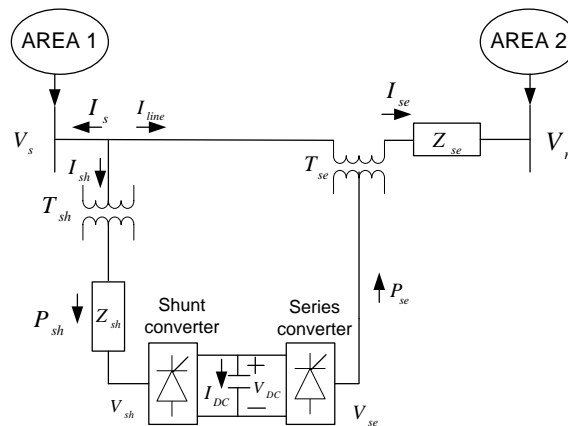 AREA 1
AREA 2
I_s
I_line
I_se
V_s
V_r
Z_se
I_sh
T_se
T_sh
P_se
Shunt converter
Series converter
P_sh
Z_sh
I_DC
+
V_DC
—
V_sh
V_se